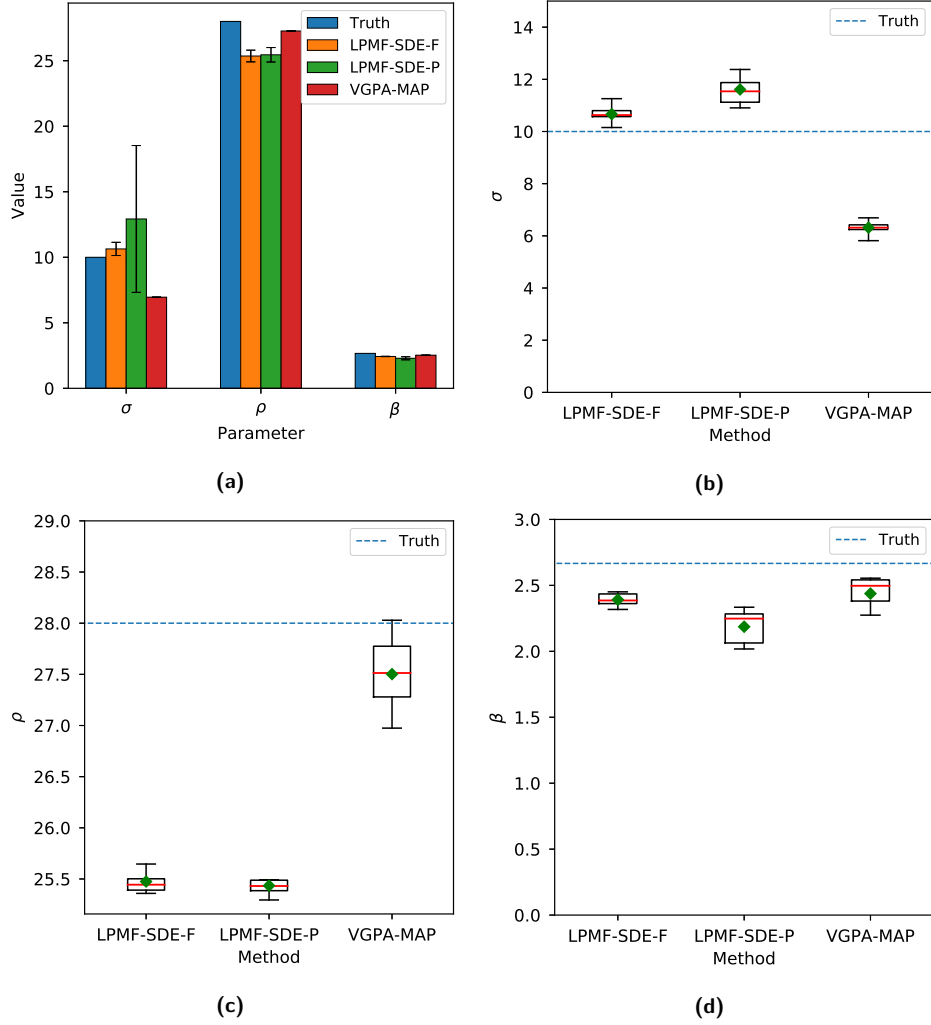 Truth
LPMF-SDE-F
LPMF-SDE-P
VGPA-MAP
25
20
15
10
5
0
Value
σ
ρ
β
Parameter
(a)
Truth
14
12
10
8
6
4
2
0
σ
LPMF-SDE-F
LPMF-SDE-P
VGPA-MAP
Method
(b)
Truth
29.0
28.5
28.0
27.5
27.0
26.5
26.0
25.5
ρ
LPMF-SDE-F
LPMF-SDE-P
VGPA-MAP
Method
(c)
Truth
3.0
2.5
2.0
1.5
1.0
0.5
0.0
β
LPMF-SDE-F
LPMF-SDE-P
VGPA-MAP
Method
(d)